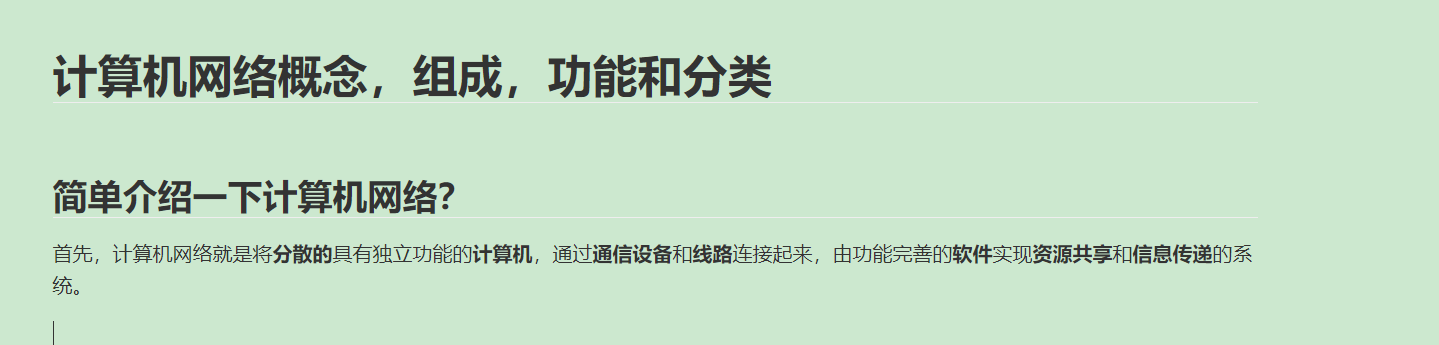 计算机网络概念，组成，功能和分类
简单介绍一下计算机网络?
首先，计算机网络就是将分散的具有独立功能的计算机，通过通信设备和线路连接起来，由功能完善的软件实现资源共享和信息传递的系
统。